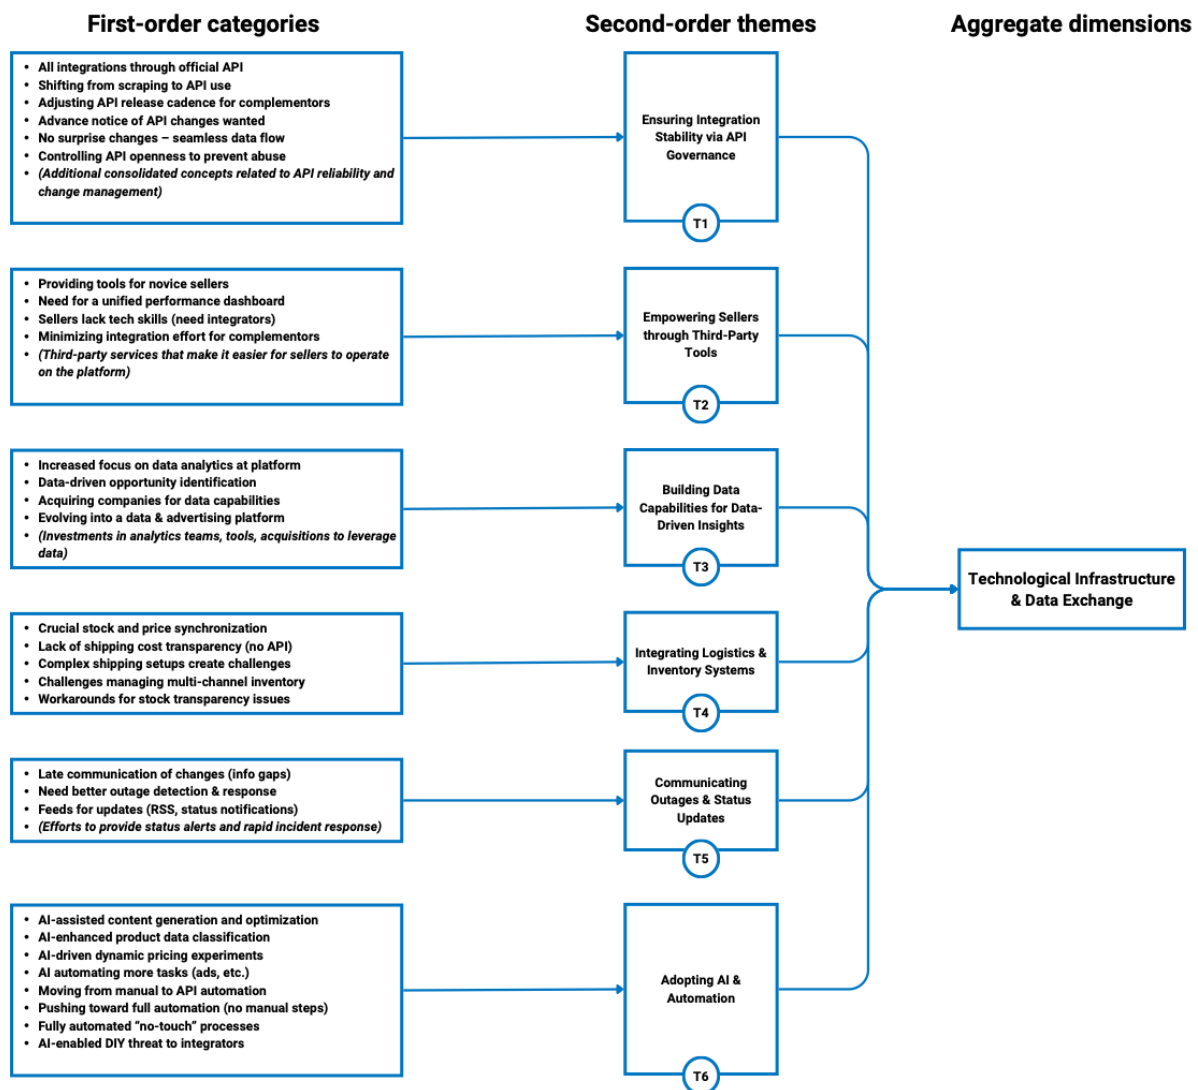 First-order categories
Second-order themes
Aggregate dimensions
• All integrations through official API
• Shifting from scraping to API use
• Adjusting API release cadence for complementors
• Advance notice of API changes wanted
• No surprise changes – seamless data flow
• Controlling API openness to prevent abuse
• (Additional consolidated concepts related to API reliability and
change management)
Ensuring Integration
Stability via API
Governance
T1
• Providing tools for novice sellers
• Need for a unified performance dashboard
• Sellers lack tech skills (need integrators)
• Minimizing integration effort for complementors
• (Third-party services that make it easier for sellers to operate
on the platform)
Empowering Sellers
through Third-Party
Tools
T2
• Increased focus on data analytics at platform
• Data-driven opportunity identification
• Acquiring companies for data capabilities
• Evolving into a data & advertising platform
• (Investments in analytics teams, tools, acquisitions to leverage
data)
Building Data
Capabilities for Data-
Driven Insights
T3
• Crucial stock and price synchronization
• Lack of shipping cost transparency (no API)
• Complex shipping setups create challenges
• Challenges managing multi-channel inventory
• Workarounds for stock transparency issues
Integrating Logistics &
Inventory Systems
T4
• Late communication of changes (info gaps)
• Need better outage detection & response
• Feeds for updates (RSS, status notifications)
• (Efforts to provide status alerts and rapid incident response)
Communicating
Outages & Status
Updates
T5
• AI-assisted content generation and optimization
• AI-enhanced product data classification
• AI-driven dynamic pricing experiments
• AI automating more tasks (ads, etc.)
• Moving from manual to API automation
• Pushing toward full automation (no manual steps)
• Fully automated “no-touch” processes
• AI-enabled DIY threat to integrators
Adopting AI &
Automation
T6
Technological Infrastructure
& Data Exchange